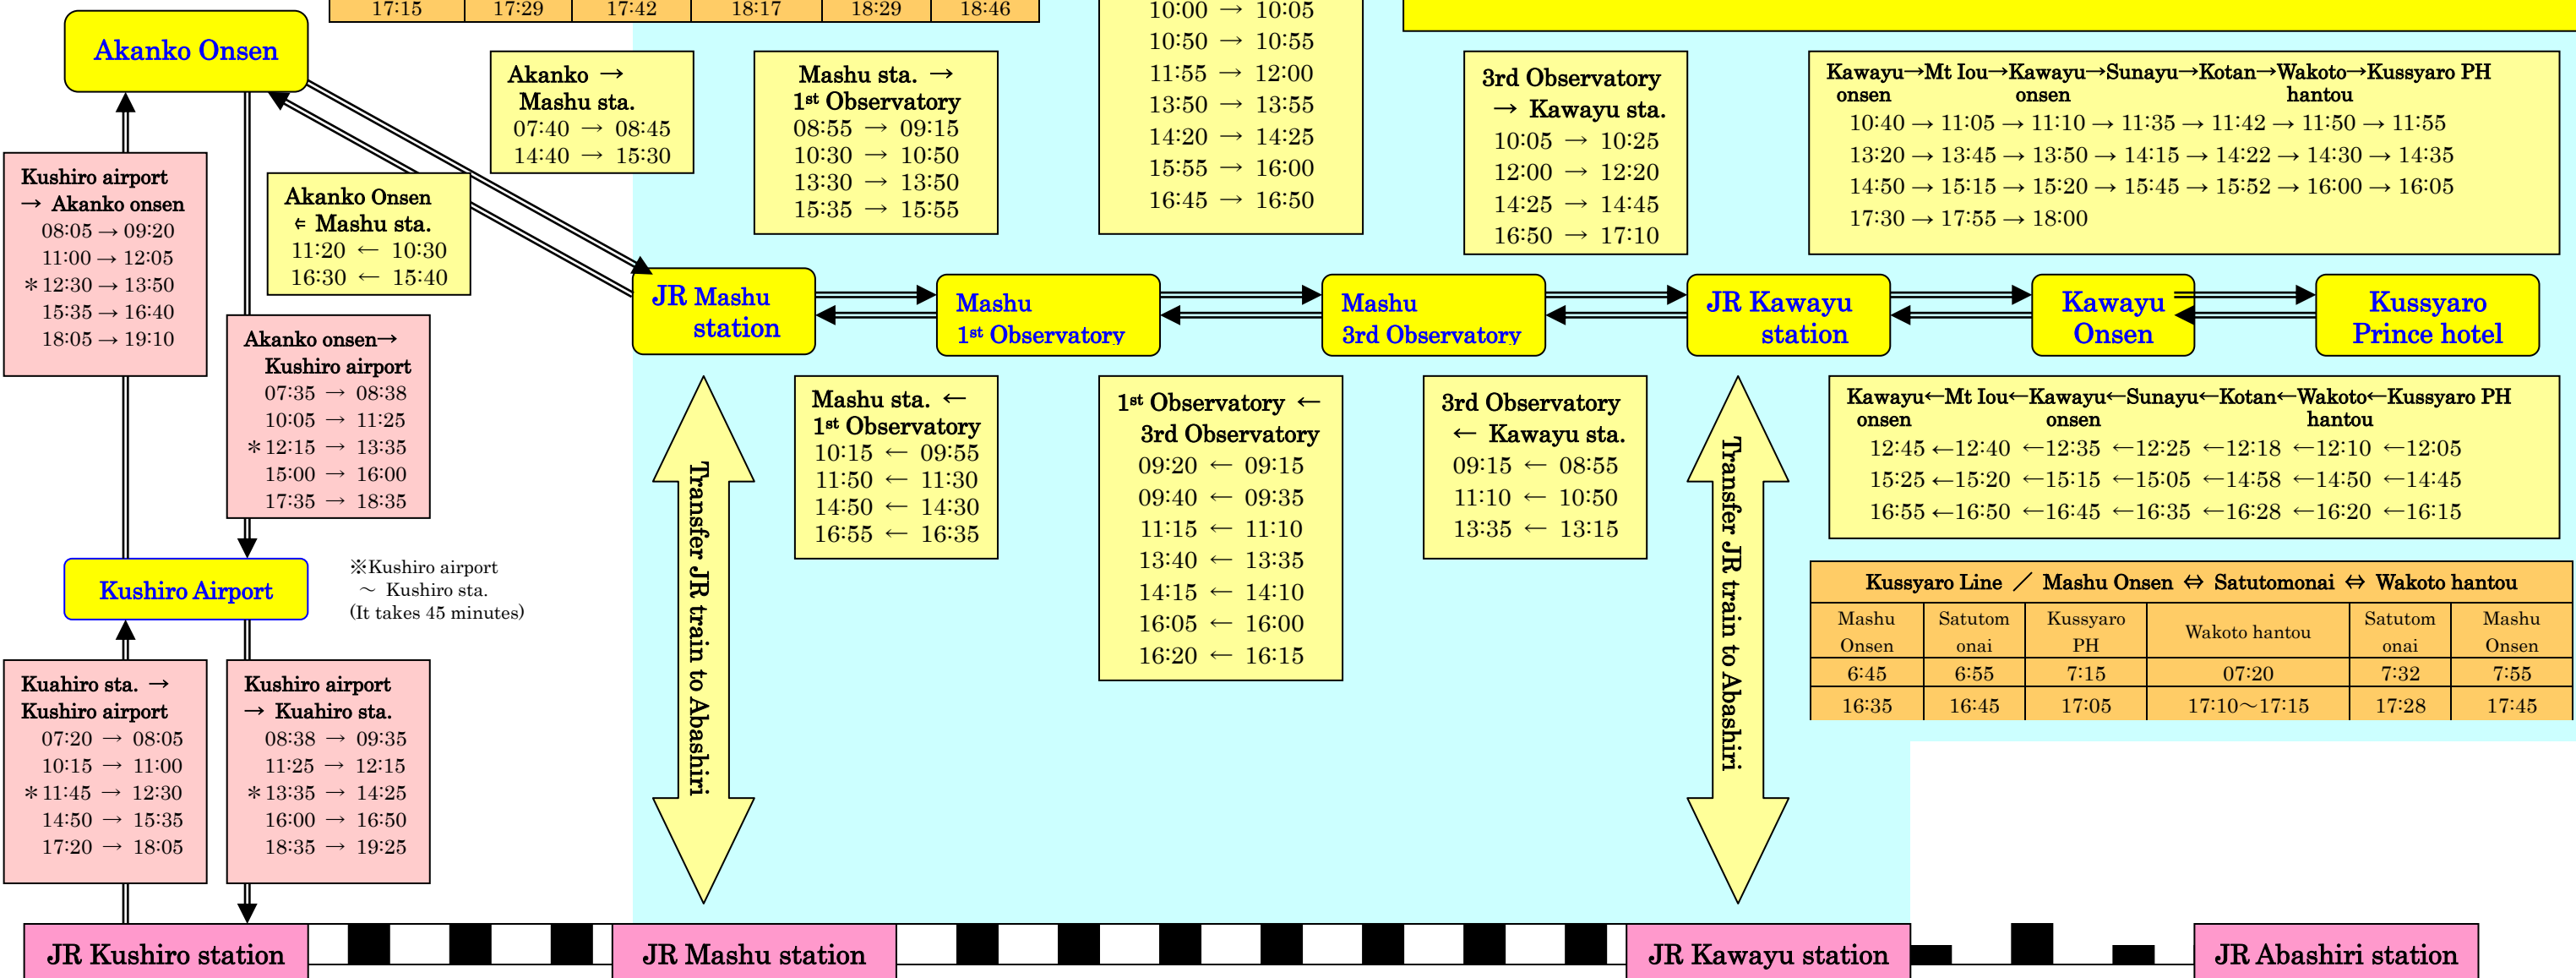 17:15 17:29 17:42 18:17 18:29 18:46
Akanko Onsen
Akanko →
Mashu sta.
07:40 → 08:45
14:40 → 15:30
Mashu sta. →
1st Observatory
08:55 → 09:15
10:30 → 10:50
13:30 → 13:50
15:35 → 15:55
10:00 → 10:05
10:50 → 10:55
11:55 → 12:00
13:50 → 13:55
14:20 → 14:25
15:55 → 16:00
16:45 → 16:50
3rd Observatory
→ Kawayu sta.
10:05 → 10:25
12:00 → 12:20
14:25 → 14:45
16:50 → 17:10
Kawayu→Mt Iou→Kawayu→Sunayu→Kotan→Wakoto→Kussyaro PH
onsen onsen hantou
10:40 → 11:05 → 11:10 → 11:35 → 11:42 → 11:50 → 11:55
13:20 → 13:45 → 13:50 → 14:15 → 14:22 → 14:30 → 14:35
14:50 → 15:15 → 15:20 → 15:45 → 15:52 → 16:00 → 16:05
17:30 → 17:55 → 18:00
Kushiro airport
→ Akanko onsen
08:05 → 09:20
11:00 → 12:05
*12:30 → 13:50
15:35 → 16:40
18:05 → 19:10
Akanko Onsen
⇐ Mashu sta.
11:20 ← 10:30
16:30 ← 15:40
Akanko onsen→
Kushiro airport
07:35 → 08:38
10:05 → 11:25
*12:15 → 13:35
15:00 → 16:00
17:35 → 18:35
JR Mashu
station
Mashu
1st Observatory
Mashu
3rd Observatory
JR Kawayu
station
Kawayu
Onsen
Kussyaro
Prince hotel
Transfer JR train to Abashiri
Mashu sta. ←
1st Observatory
10:15 ← 09:55
11:50 ← 11:30
14:50 ← 14:30
16:55 ← 16:35
1st Observatory ←
3rd Observatory
09:20 ← 09:15
09:40 ← 09:35
11:15 ← 11:10
13:40 ← 13:35
14:15 ← 14:10
16:05 ← 16:00
16:20 ← 16:15
3rd Observatory
← Kawayu sta.
09:15 ← 08:55
11:10 ← 10:50
13:35 ← 13:15
Transfer JR train to Abashiri
Kawayu←Mt Iou←Kawayu←Sunayu←Kotan←Wakoto←Kussyaro PH
onsen onsen hantou
12:45 ←12:40 ←12:35 ←12:25 ←12:18 ←12:10 ←12:05
15:25 ←15:20 ←15:15 ←15:05 ←14:58 ←14:50 ←14:45
16:55 ←16:50 ←16:45 ←16:35 ←16:28 ←16:20 ←16:15
Kushiro Airport
※Kushiro airport
～ Kushiro sta.
(It takes 45 minutes)
Kussyaro Line ／ Mashu Onsen ⇔ Satutomonai ⇔ Wakoto hantou
Mashu Satutom Kussyaro Wakoto hantou Satutom Mashu
Onsen onai PH onai Onsen
6:45 6:55 7:15 07:20 7:32 7:55
16:35 16:45 17:05 17:10～17:15 17:28 17:45
Kuahiro sta. →
Kushiro airport
07:20 → 08:05
10:15 → 11:00
*11:45 → 12:30
14:50 → 15:35
17:20 → 18:05
Kushiro airport
→ Kuahiro sta.
08:38 → 09:35
11:25 → 12:15
*13:35 → 14:25
16:00 → 16:50
18:35 → 19:25
JR Kushiro station
JR Mashu station
JR Kawayu station
JR Abashiri station